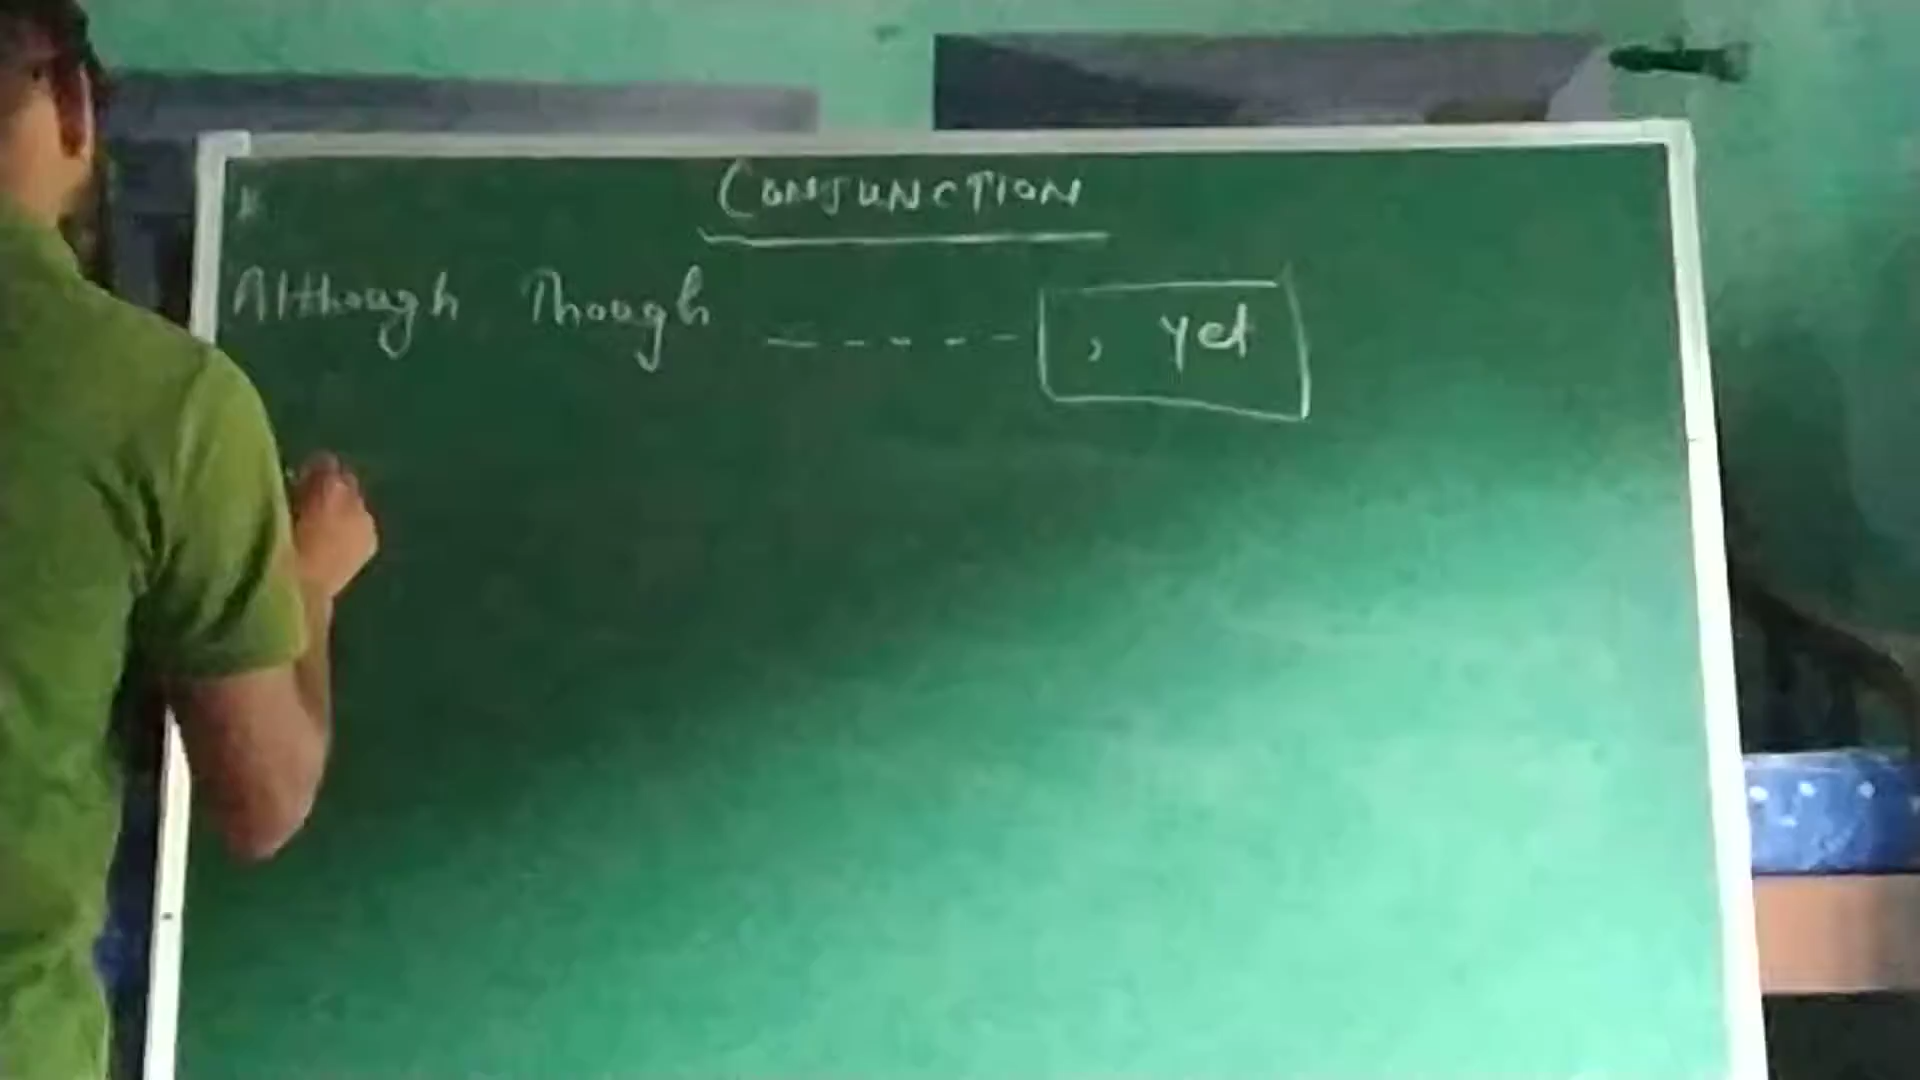 CONJUNCTION
Although Though ----- , yet